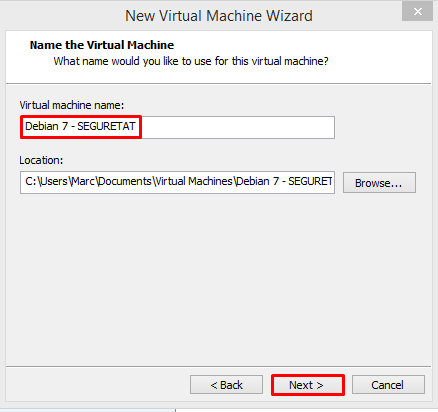 New Virtual Machine Wizard
Name the Virtual Machine
What name would you like to use for this virtual machine?
Virtual machine name:
Debian 7 - SEGURETAT
Location:
C:\Users\Marc\Documents\Virtual Machines\Debian 7 - SEGURET
Browse...
< Back
Next >
Cancel